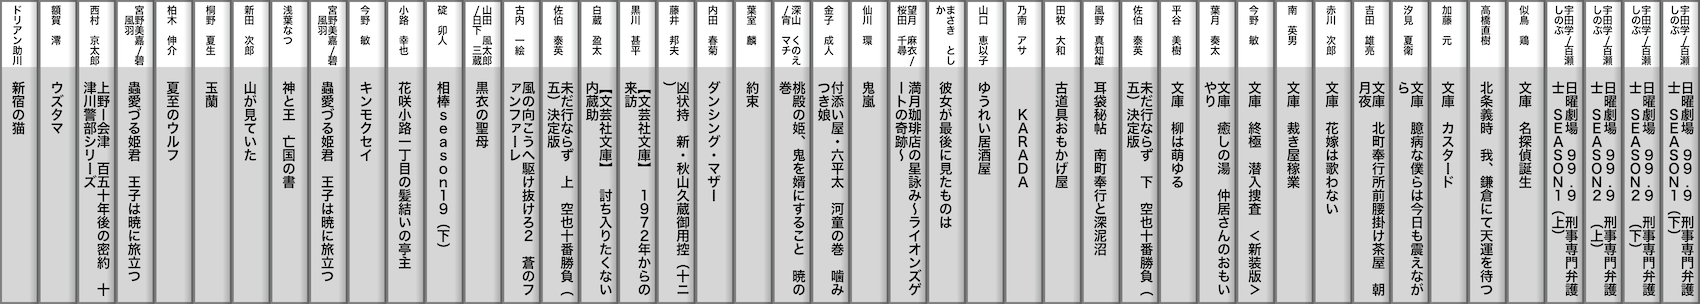 宇田学/百瀬
しのぶ
日曜劇場 99.9 刑事専門弁護
士 SEASON1(下)
宇田学/百瀬
しのぶ
日曜劇場 99.9 刑事専門弁護
士 SEASON2(下)
宇田学/百瀬
しのぶ
日曜劇場 99.9 刑事専門弁護
士 SEASON2(上)
宇田学/百瀬
しのぶ
日曜劇場 99.9 刑事専門弁護
士 SEASON1(上)
似鳥 鶏
文庫 名探偵誕生
高橋直樹
北条義時 我、鎌倉にて天運を待つ
加藤 元
文庫 カスタード
汐見 夏衛
文庫 臆病な僕らは今日も震えなが
ら
吉田 雄亮
文庫 北町奉行所前腰掛け茶屋 朝
月夜
赤川 次郎
文庫 花嫁は歌わない
南 英男
文庫 裁き屋稼業
今野 敏
文庫 終極 潜入捜査 <新装版>
葉月 奏太
文庫 癒しの湯 仲居さんのおもい
やり
平谷 美樹
文庫 柳は萌ゆる
佐伯 泰英
未だ行ならず 下 空也十番勝負(
五)決定版
風野 真知雄
耳袋秘帖 南町奉行と深泥沼
田牧 大和
古道具おもかげ屋
乃南 アサ
KARADA
山口 恵以子
ゆうれい居酒屋
まさき とし
か
彼女が最後に見たものは
望月 麻衣/
桜田 千尋
満月珈琲店の星詠み～ライオンズゲ
ートの奇跡～
仙川 環
鬼嵐
金子 成人
付添い屋・六平太 河童の巻 噛み
つき娘
深山 くのえ
/宵 マチ
桃殿の姫、鬼を婿にすること 暁の
巻
葉室 麟
約束
内田 春菊
ダンシング・マザー
藤井 邦夫
凶状持 新・秋山久蔵御用控(十二
)
黒川 甚平
【文芸社文庫】 1972年からの
来訪
白蔵 盈太
【文芸社文庫】 討ち入りたくない
内蔵助
佐伯 泰英
未だ行ならず 上 空也十番勝負(
五)決定版
古内 一絵
風の向こうへ駆け抜けろ2 蒼のフ
ァンファーレ
山田 風太郎
/臼下 三蔵
黒衣の聖母
碇 卯人
相棒season19(下)
小路 幸也
花咲小路一丁目の髪結いの亭主
今野 敏
キンモクセイ
宮野美嘉/碧
風羽
蟲愛づる姫君 王子は暁に旅立つ
浅葉なつ
神と王 亡国の書
新田 次郎
山が見ていた
桐野 夏生
玉蘭
柏木 伸介
夏至のウルフ
宮野美嘉/碧
風羽
蟲愛づる姫君 王子は暁に旅立つ
西村 京太郎
上野ー会津 百五十年後の密約 十
津川警部シリーズ
額賀 澪
ウズタマ
ドリアン助川
新宿の猫